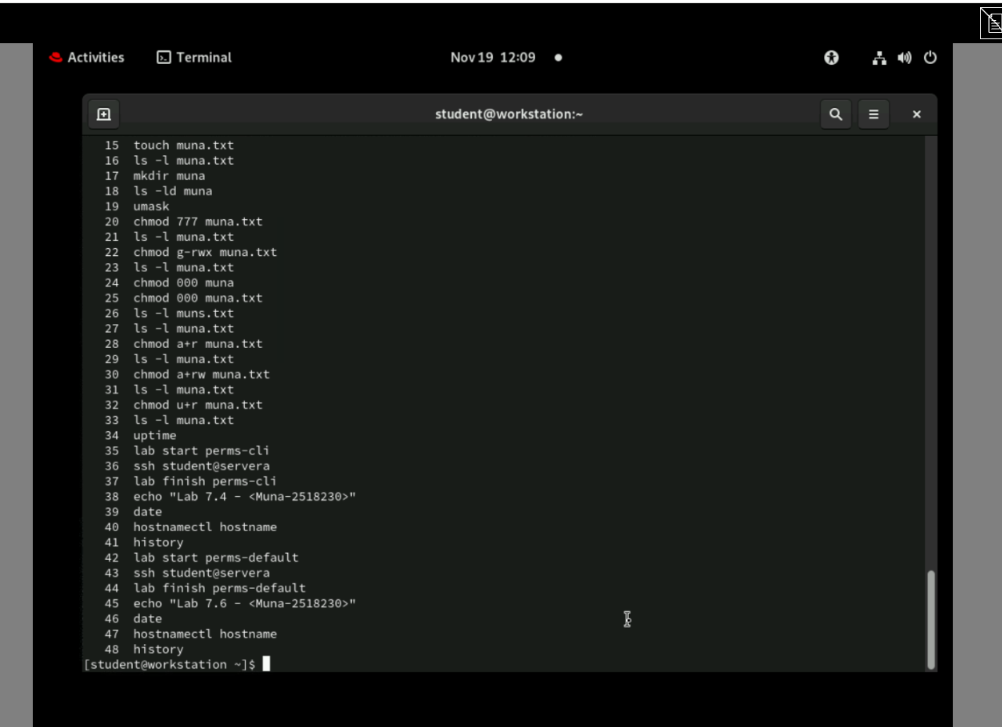 Activities Terminal Nov 19 12:09
student@workstation:~
15 touch muna.txt
16 ls -l muna.txt
17 mkdir muna
18 ls -ld muna
19 umask
20 chmod 777 muna.txt
21 ls -l muna.txt
22 chmod g-rwx muna.txt
23 ls -l muna.txt
24 chmod 000 muna
25 chmod 000 muna.txt
26 ls -l muns.txt
27 ls -l muna.txt
28 chmod a+r muna.txt
29 ls -l muna.txt
30 chmod a+rw muna.txt
31 ls -l muna.txt
32 chmod u+r muna.txt
33 ls -l muna.txt
34 uptime
35 lab start perms-cli
36 ssh student@servera
37 lab finish perms-cli
38 echo "Lab 7.4 - <Muna-2518230>"
39 date
40 hostnamectl hostname
41 history
42 lab start perms-default
43 ssh student@servera
44 lab finish perms-default
45 echo "Lab 7.6 - <Muna-2518230>"
46 date
47 hostnamectl hostname
48 history
[student@workstation ~]$